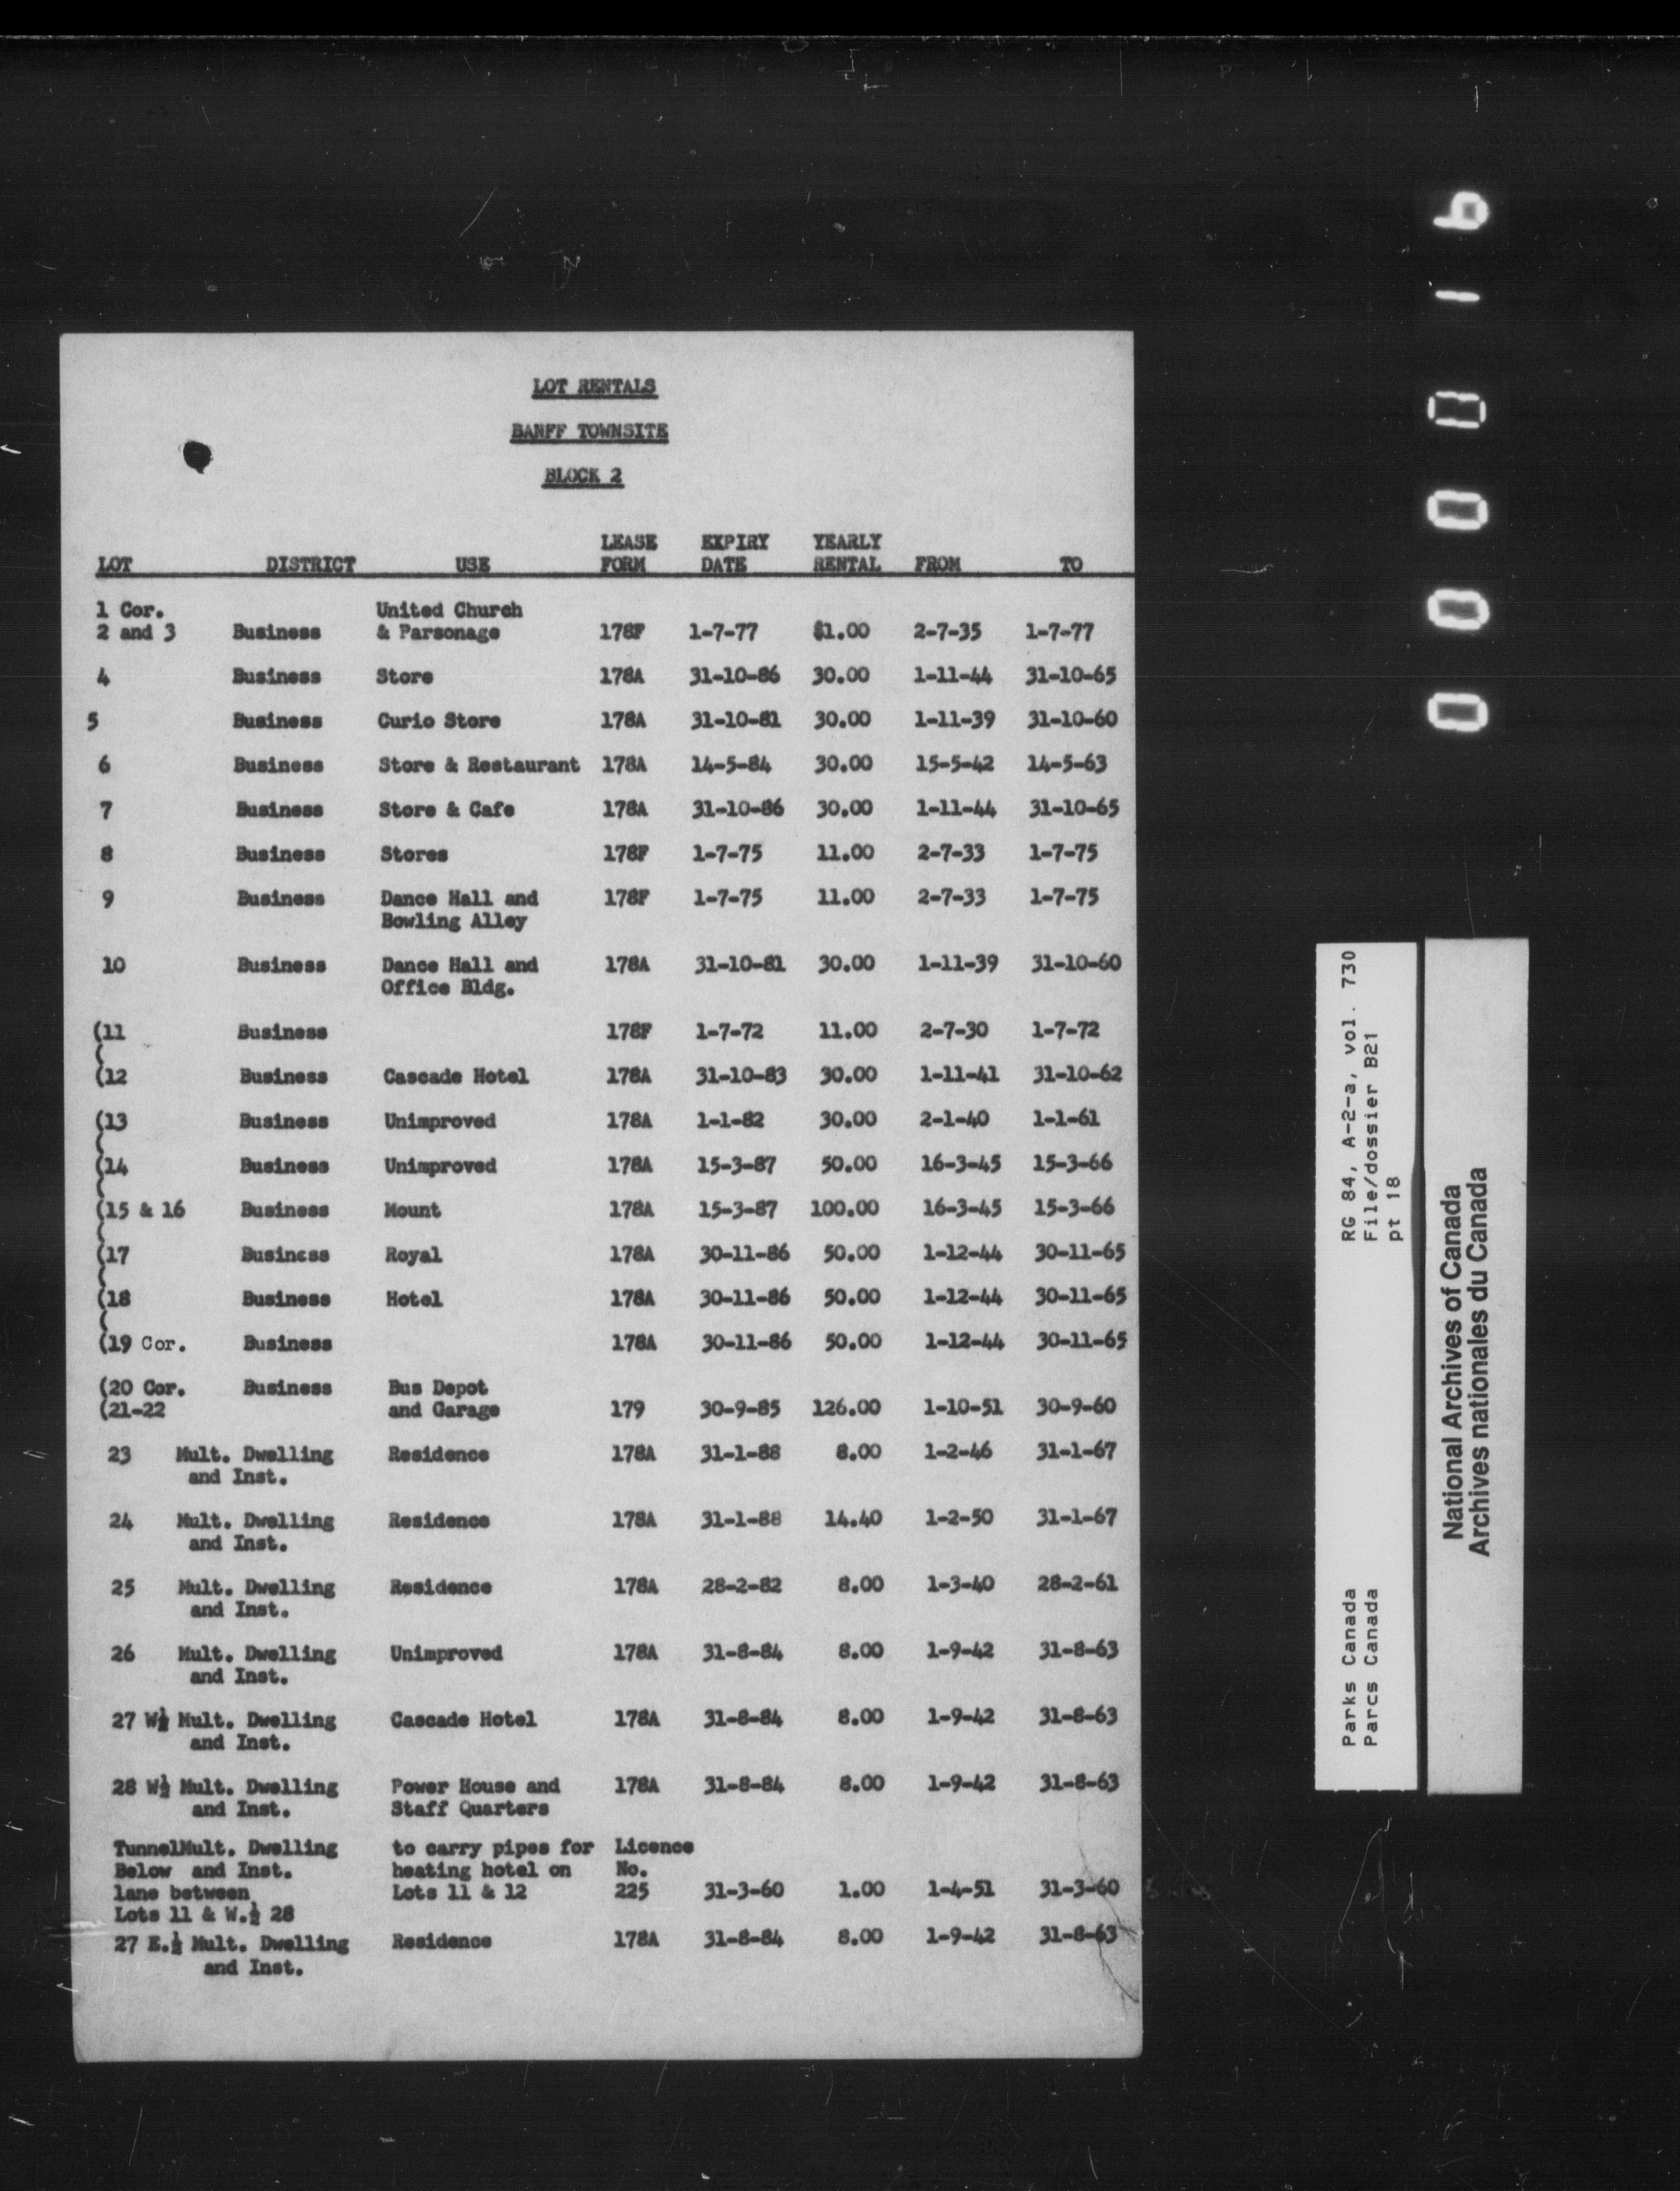 LOT RENTALS
BANFF TOWNSITE
BLOCK 2
LEASE EXPIRY YEARLY
LOT DISTRICT USE FORM DATE RENTAL FROM TO
1 Cor. United Church
2 and 3 Business & Parsonage 178F 1-7-77 $1.00 2-7-35 1-7-77
4 Business Store 178A 31-10-86 30.00 1-11-44 31-10-65
5 Business Curio Store 178A 31-10-81 30.00 1-11-39 31-10-60
6 Business Store & Restaurant 178A 14-5-84 30.00 15-5-42 14-5-63
7 Business Store & Cafe 178A 31-10-86 30.00 1-11-44 31-10-65
8 Business Stores 178F 1-7-75 11.00 2-7-33 1-7-75
9 Business Dance Hall and 178F 1-7-75 11.00 2-7-33 1-7-75
Bowling Alley
10 Business Dance Hall and 178A 31-10-81 30.00 1-11-39 31-10-60
Office Bldg.
(11 Business 178F 1-7-72 11.00 2-7-30 1-7-72
(
(12 Business Cascade Hotel 178A 31-10-83 30.00 1-11-41 31-10-62
(13 Business Unimproved 178A 1-1-82 30.00 2-1-40 1-1-61
(
(14 Business Unimproved 178A 15-3-87 50.00 16-3-45 15-3-66
(
(15 & 16 Business Mount 178A 15-3-87 100.00 16-3-45 15-3-66
(
(17 Business Royal 178A 30-11-86 50.00 1-12-44 30-11-65
(
(18 Business Hotel 178A 30-11-86 50.00 1-12-44 30-11-65
(
(19 Cor. Business 178A 30-11-86 50.00 1-12-44 30-11-65
(20 Cor. Business Bus Depot
(21-22 and Garage 179 30-9-85 126.00 1-10-51 30-9-60
23 Mult. Dwelling Residence 178A 31-1-88 8.00 1-2-46 31-1-67
and Inst.
24 Mult. Dwelling Residence 178A 31-1-88 14.40 1-2-50 31-1-67
and Inst.
25 Mult. Dwelling Residence 178A 28-2-82 8.00 1-3-40 28-2-61
and Inst.
26 Mult. Dwelling Unimproved 178A 31-8-84 8.00 1-9-42 31-8-63
and Inst.
27 W½ Mult. Dwelling Cascade Hotel 178A 31-8-84 8.00 1-9-42 31-8-63
and Inst.
28 W½ Mult. Dwelling Power House and 178A 31-8-84 8.00 1-9-42 31-8-63
and Inst. Staff Quarters
TunnelMult. Dwelling to carry pipes for Licence
Below and Inst. heating hotel on No.
lane between Lots 11 & 12 225 31-3-60 1.00 1-4-51 31-3-60
Lots 11 & W.½ 28
27 E.½ Mult. Dwelling Residence 178A 31-8-84 8.00 1-9-42 31-8-63
and Inst.
000016
Parks Canada RG 84, A-2-a, vol. 730
Parcs Canada File/dossier B21
pt 18
National Archives of Canada
Archives nationales du Canada